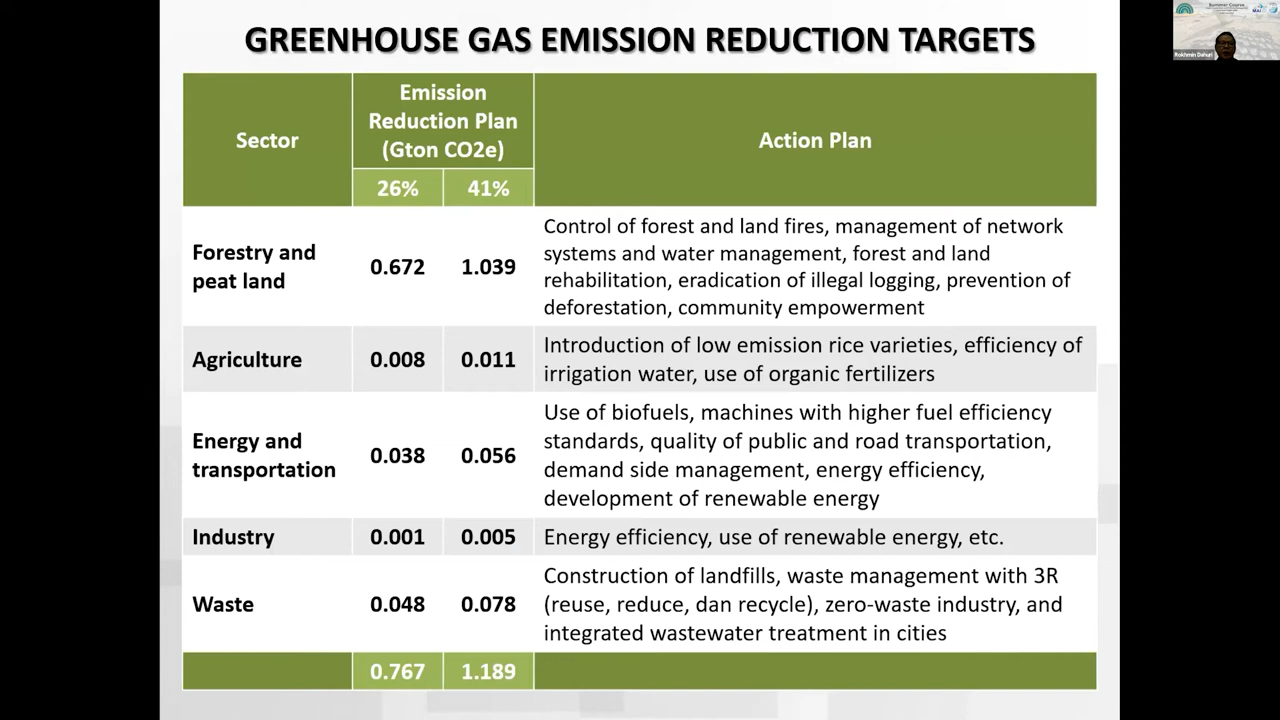 GREENHOUSE GAS EMISSION REDUCTION TARGETS
Sector
Emission
Reduction Plan
(Gton CO2e)
Action Plan
26%
41%
Forestry and
peat land
0.672
1.039
Control of forest and land fires, management of network
systems and water management, forest and land
rehabilitation, eradication of illegal logging, prevention of
deforestation, community empowerment
Agriculture
0.008
0.011
Introduction of low emission rice varieties, efficiency of
irrigation water, use of organic fertilizers
Energy and
transportation
0.038
0.056
Use of biofuels, machines with higher fuel efficiency
standards, quality of public and road transportation,
demand side management, energy efficiency,
development of renewable energy
Industry
0.001
0.005
Energy efficiency, use of renewable energy, etc.
Waste
0.048
0.078
Construction of landfills, waste management with 3R
(reuse, reduce, dan recycle), zero-waste industry, and
integrated wastewater treatment in cities
0.767
1.189
Summer Course
Rokhmin Dahuri